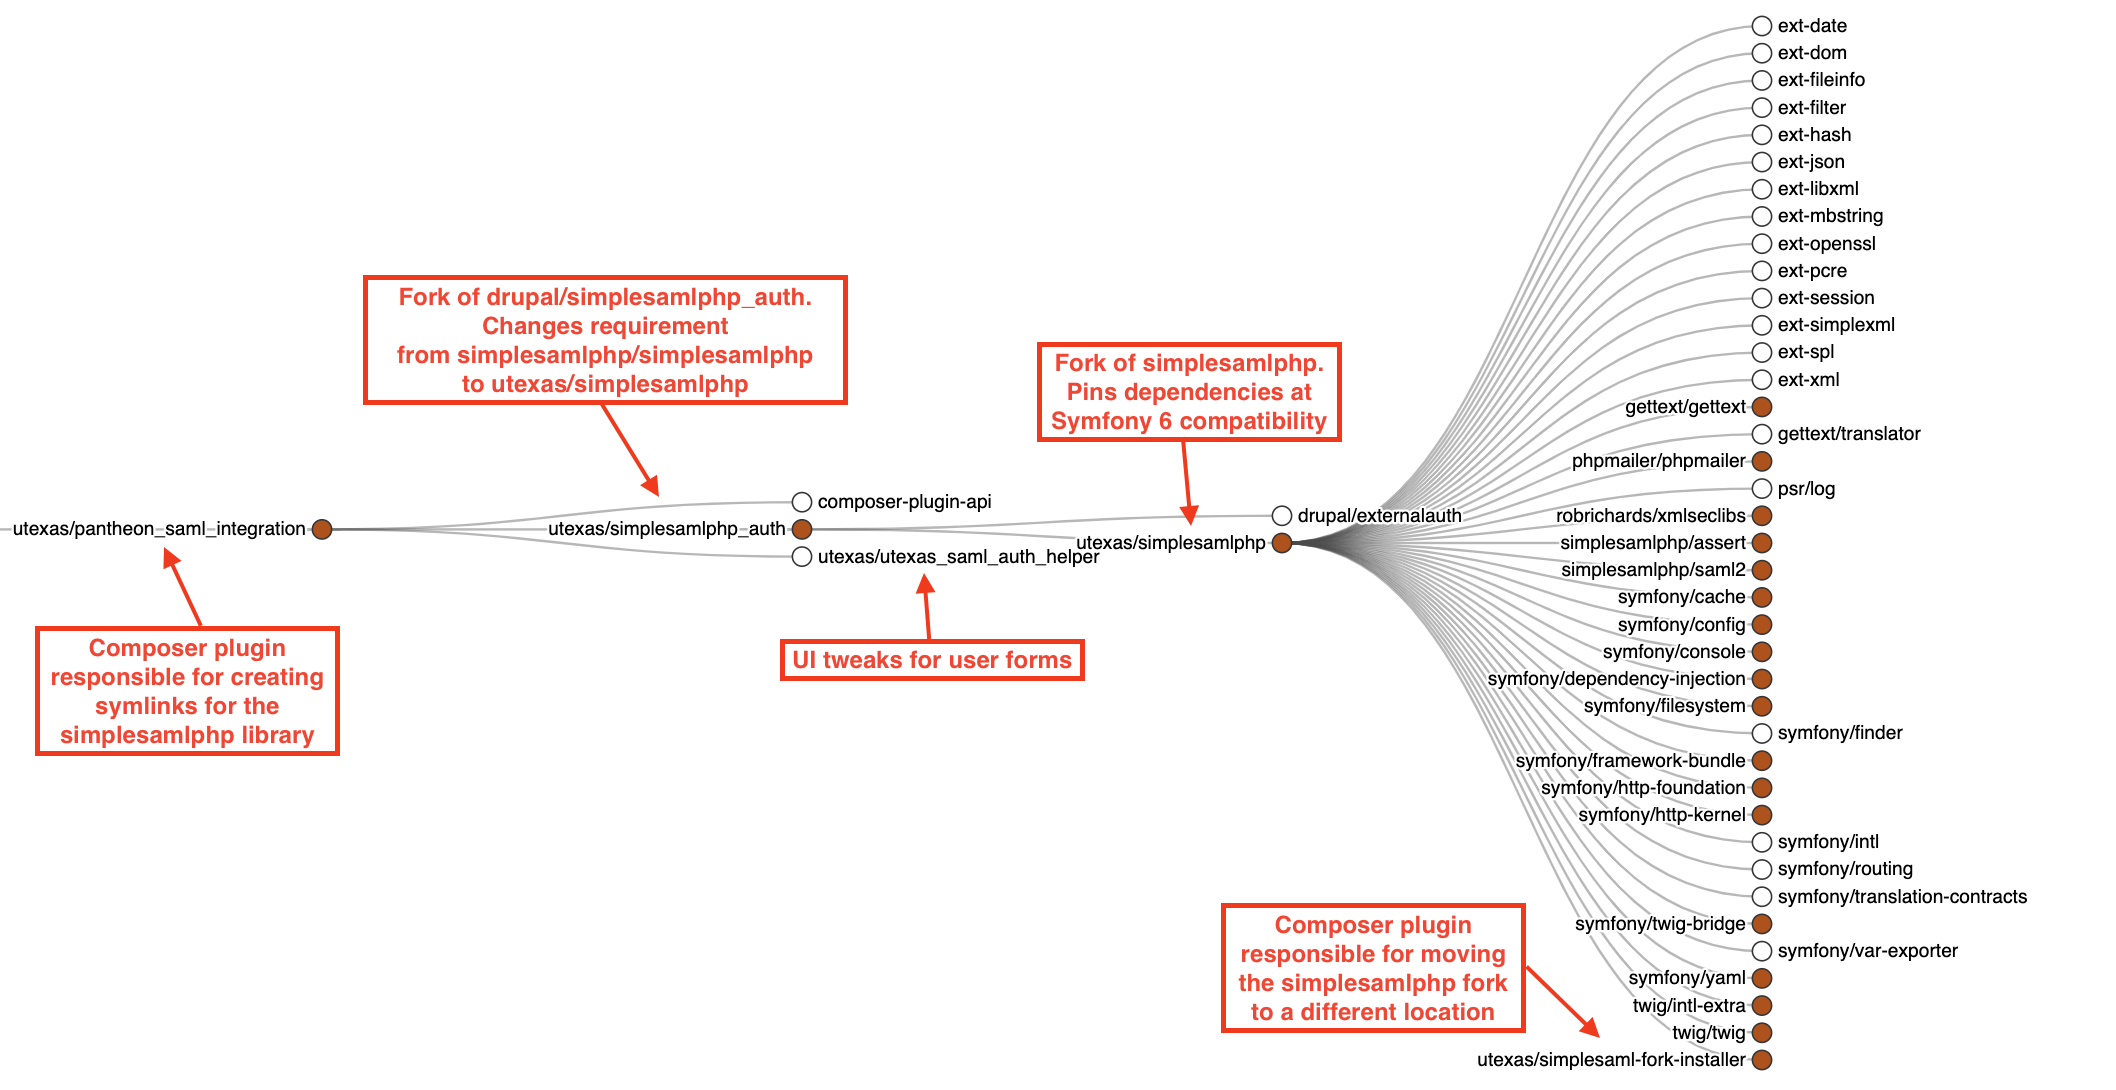 ext-date
ext-dom
ext-fileinfo
ext-filter
ext-hash
ext-json
ext-libxml
ext-mbstring
ext-openssl
ext-pcre
ext-session
ext-simplexml
ext-spl
ext-xml
gettext/gettext
gettext/translator
phpmailer/phpmailer
psr/log
robrichards/xmlseclibs
simplesamlphp/assert
simplesamlphp/saml2
symfony/cache
symfony/config
symfony/console
symfony/dependency-injection
symfony/filesystem
symfony/finder
symfony/framework-bundle
symfony/http-foundation
symfony/http-kernel
symfony/intl
symfony/routing
symfony/translation-contracts
symfony/twig-bridge
symfony/var-exporter
symfony/yaml
twig/intl-extra
twig/twig
utexas/simplesaml-fork-installer
Fork of drupal/simplesamlphp_auth.
Changes requirement
from simplesamlphp/simplesamlphp
to utexas/simplesamlphp
Fork of simplesamlphp.
Pins dependencies at
Symfony 6 compatibility
composer-plugin-api
drupal/externalauth
utexas/pantheon_saml_integration
utexas/simplesamlphp_auth
utexas/simplesamlphp
utexas/utexas_saml_auth_helper
Composer plugin
responsible for creating
symlinks for the
simplesamlphp library
UI tweaks for user forms
Composer plugin
responsible for moving
the simplesamlphp fork
to a different location